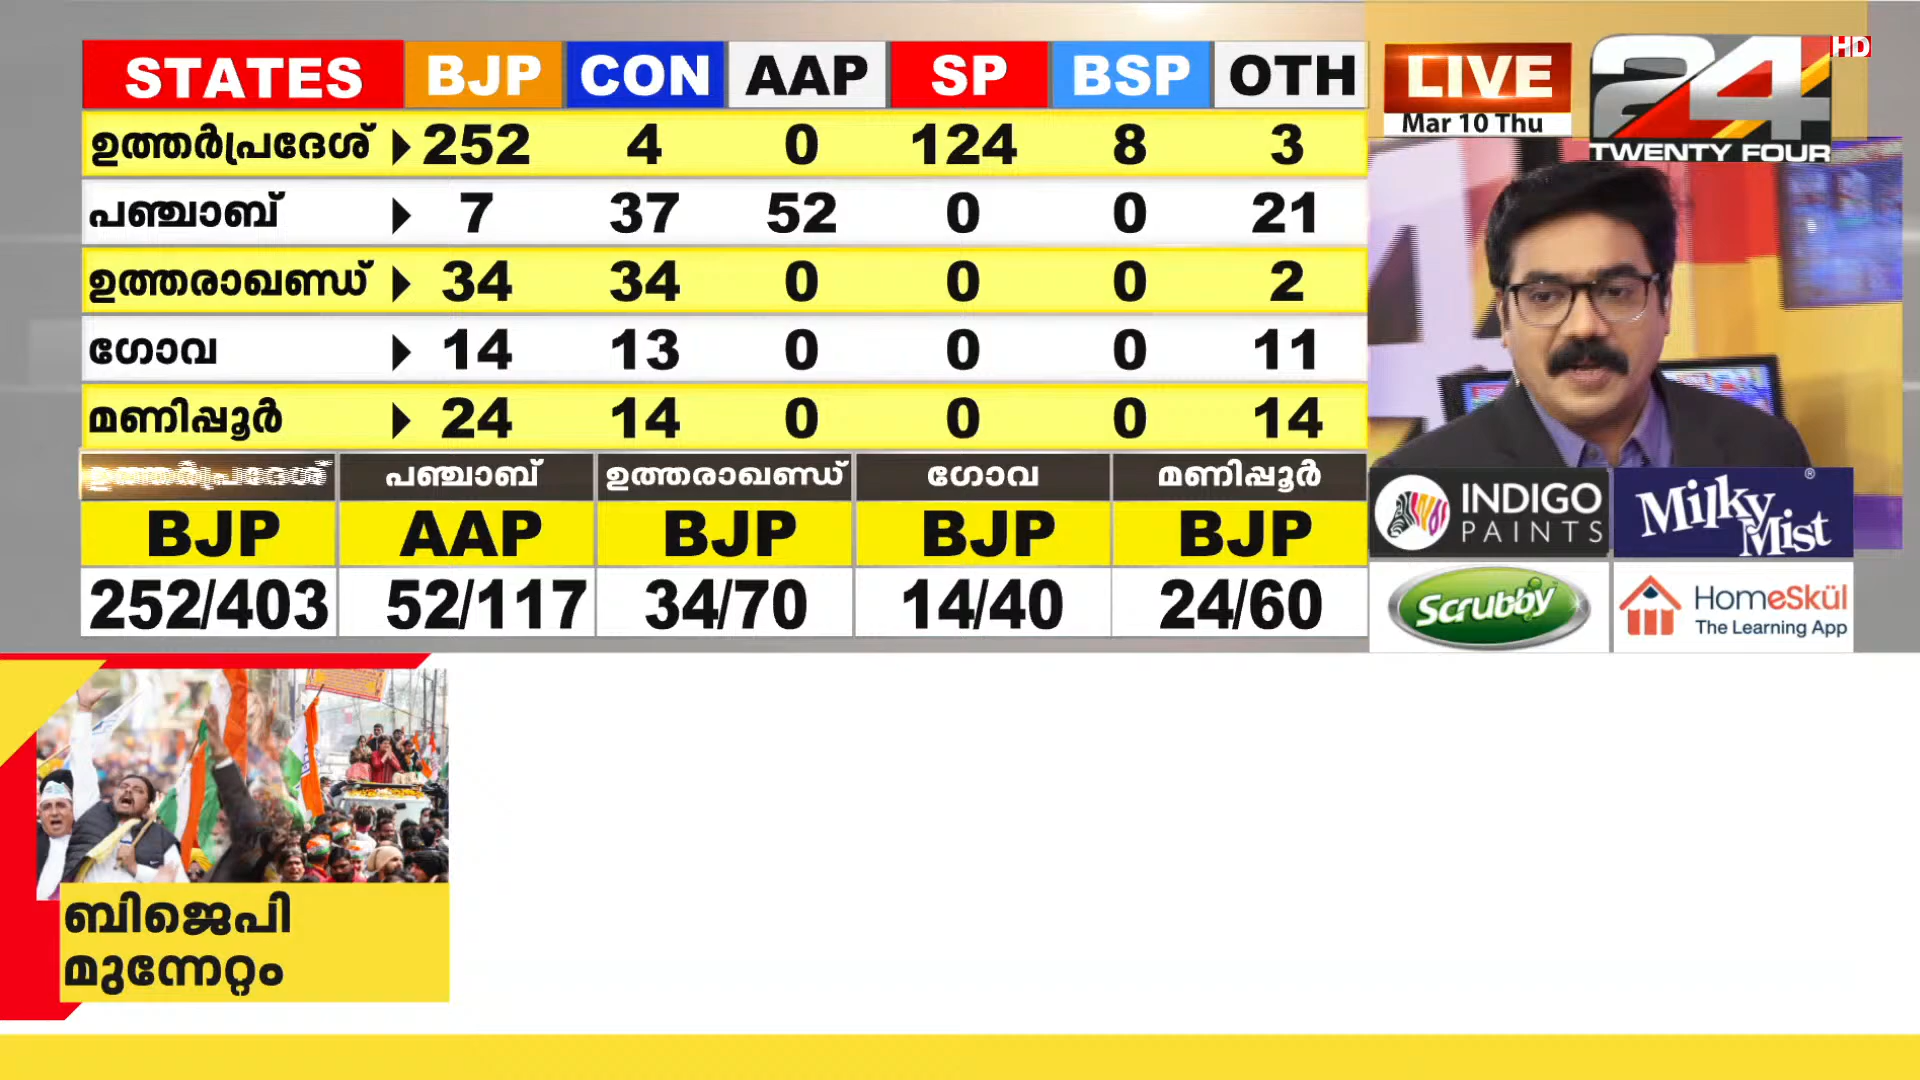 STATES BJP CON AAP SP BSP OTH
ഉത്തർപ്രദേശ് 252 4 0 124 8 3
പഞ്ചാബ് 7 37 52 0 0 21
ഉത്തരാഖണ്ഡ് 34 34 0 0 0 2
ഗോവ 14 13 0 0 0 11
മണിപ്പൂർ 24 14 0 0 0 14
ഉത്തർപ്രദേശ് പഞ്ചാബ് ഉത്തരാഖണ്ഡ് ഗോവ മണിപ്പൂർ
BJP AAP BJP BJP BJP
252/403 52/117 34/70 14/40 24/60
LIVE
Mar 10 Thu
24 HD
TWENTY FOUR
INDIGO
PAINTS
Milky
Mist
Scrubby
HomeSkül
The Learning App
ബിജെപി
മുന്നേറ്റം